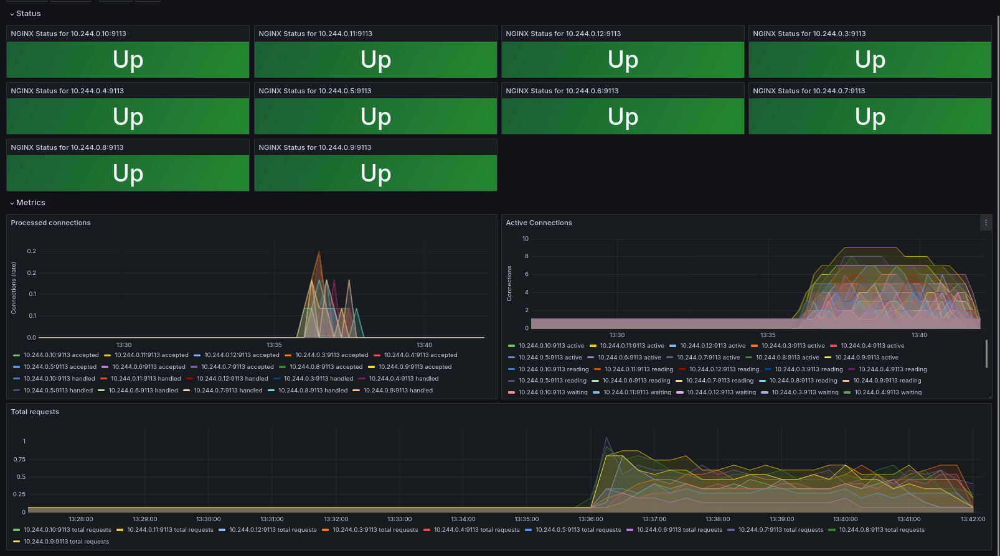 Status
NGINX Status for 10.244.0.10:9113
NGINX Status for 10.244.0.11:9113
NGINX Status for 10.244.0.12:9113
NGINX Status for 10.244.0.3:9113
Up
Up
Up
Up
NGINX Status for 10.244.0.4:9113
NGINX Status for 10.244.0.5:9113
NGINX Status for 10.244.0.6:9113
NGINX Status for 10.244.0.7:9113
Up
Up
Up
Up
NGINX Status for 10.244.0.8:9113
NGINX Status for 10.244.0.9:9113
Up
Up
Metrics
Processed connections
Connections (rate)
0.2
0.2
0.1
0.1
0.0
13:30 13:35 13:40
10.244.0.10:9113 accepted 10.244.0.11:9113 accepted 10.244.0.12:9113 accepted 10.244.0.3:9113 accepted 10.244.0.4:9113 accepted
10.244.0.5:9113 accepted 10.244.0.6:9113 accepted 10.244.0.7:9113 accepted 10.244.0.8:9113 accepted 10.244.0.9:9113 accepted
10.244.0.10:9113 handled 10.244.0.11:9113 handled 10.244.0.12:9113 handled 10.244.0.3:9113 handled 10.244.0.4:9113 handled
10.244.0.5:9113 handled 10.244.0.6:9113 handled 10.244.0.7:9113 handled 10.244.0.8:9113 handled 10.244.0.9:9113 handled
Active Connections
Connections
10
8
6
4
2
0
13:30 13:35 13:40
10.244.0.10:9113 active 10.244.0.11:9113 active 10.244.0.12:9113 active 10.244.0.3:9113 active 10.244.0.4:9113 active
10.244.0.5:9113 active 10.244.0.6:9113 active 10.244.0.7:9113 active 10.244.0.8:9113 active 10.244.0.9:9113 active
10.244.0.10:9113 reading 10.244.0.11:9113 reading 10.244.0.12:9113 reading 10.244.0.3:9113 reading 10.244.0.4:9113 reading
10.244.0.5:9113 reading 10.244.0.6:9113 reading 10.244.0.7:9113 reading 10.244.0.8:9113 reading 10.244.0.9:9113 reading
10.244.0.10:9113 waiting 10.244.0.11:9113 waiting 10.244.0.12:9113 waiting 10.244.0.3:9113 waiting 10.244.0.4:9113 waiting
Total requests
1
0.75
0.5
0.25
0
13:28:00 13:29:00 13:30:00 13:31:00 13:32:00 13:33:00 13:34:00 13:35:00 13:36:00 13:37:00 13:38:00 13:39:00 13:40:00 13:41:00 13:42:00
10.244.0.10:9113 total requests 10.244.0.11:9113 total requests 10.244.0.12:9113 total requests 10.244.0.3:9113 total requests 10.244.0.4:9113 total requests 10.244.0.5:9113 total requests 10.244.0.6:9113 total requests 10.244.0.7:9113 total requests 10.244.0.8:9113 total requests
10.244.0.9:9113 total requests